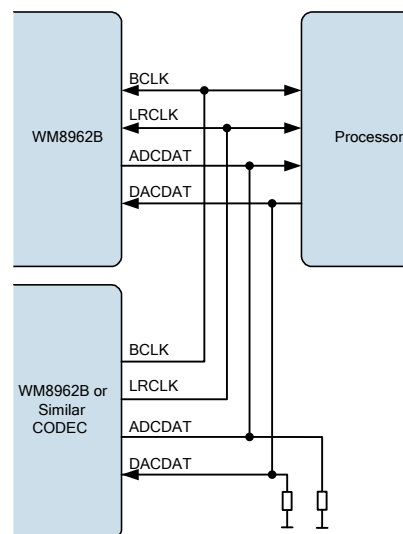 BCLK
LRCLK
WM8962B
Processor
ADCDAT
DACDAT
BCLK
LRCLK
WM8962B or
Similar
CODEC
ADCDAT
DACDAT